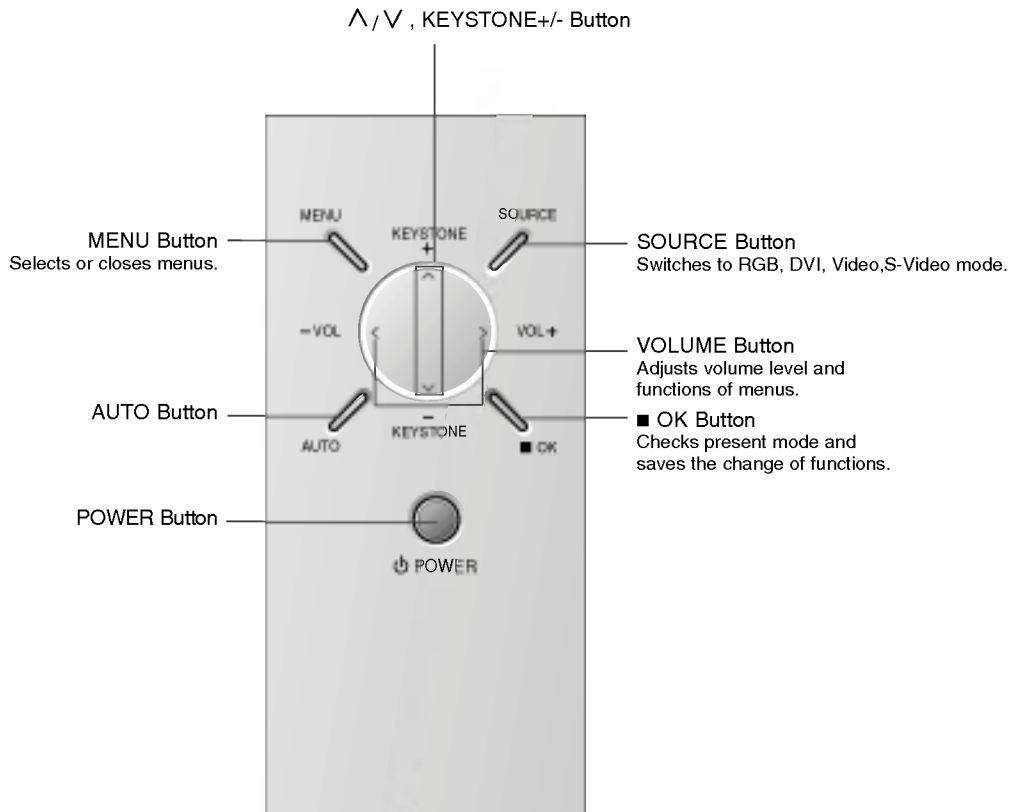 ∧/∨ , KEYSTONE+/- Button
MENU
SOURCE
KEYSTONE
+
MENU Button
Selects or closes menus.
SOURCE Button
Switches to RGB, DVI, Video,S-Video mode.
−VOL
VOL+
VOLUME Button
Adjusts volume level and
functions of menus.
AUTO Button
−
KEYSTONE
AUTO
■ OK
■ OK Button
Checks present mode and
saves the change of functions.
POWER Button
⏻ POWER